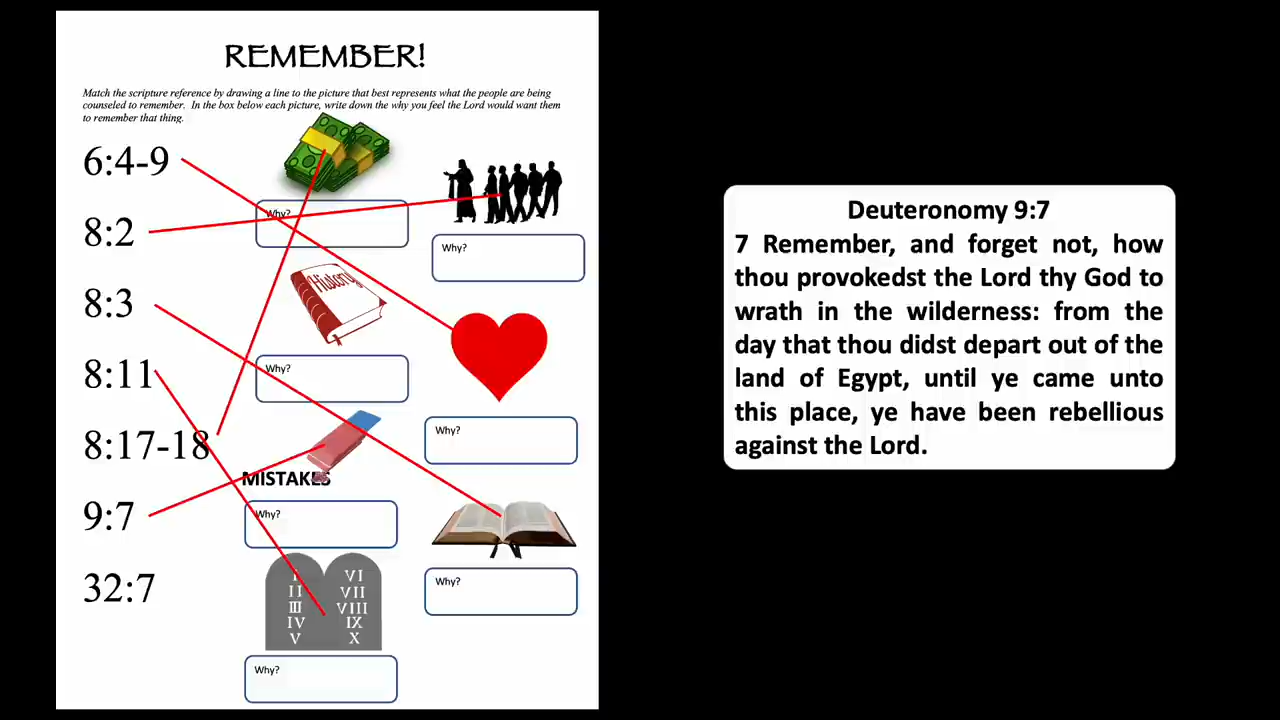 REMEMBER!
Match the scripture reference by drawing a line to the picture that best represents what the people are being
counseled to remember. In the box below each picture, write down the why you feel the Lord would want them
to remember that thing.
6:4-9
8:2
8:3
8:11
8:17-18
9:7
32:7
Why?
Why?
History
Why?
Why?
MISTAKES
Why?
Why?
I
II
III
IV
V
VI
VII
VIII
IX
X
Why?
Deuteronomy 9:7
7 Remember, and forget not, how
thou provokedst the Lord thy God to
wrath in the wilderness: from the
day that thou didst depart out of the
land of Egypt, until ye came unto
this place, ye have been rebellious
against the Lord.